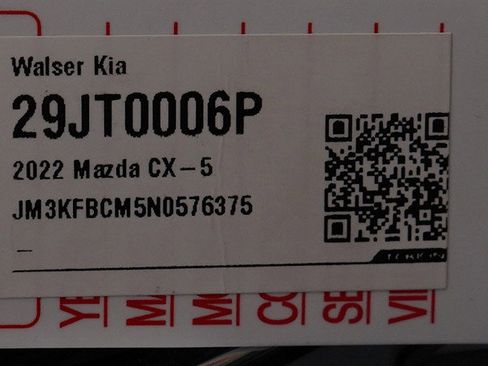 Walser Kia
29JT0006P
2022 Mazda CX-5
JM3KFBCM5N0576375